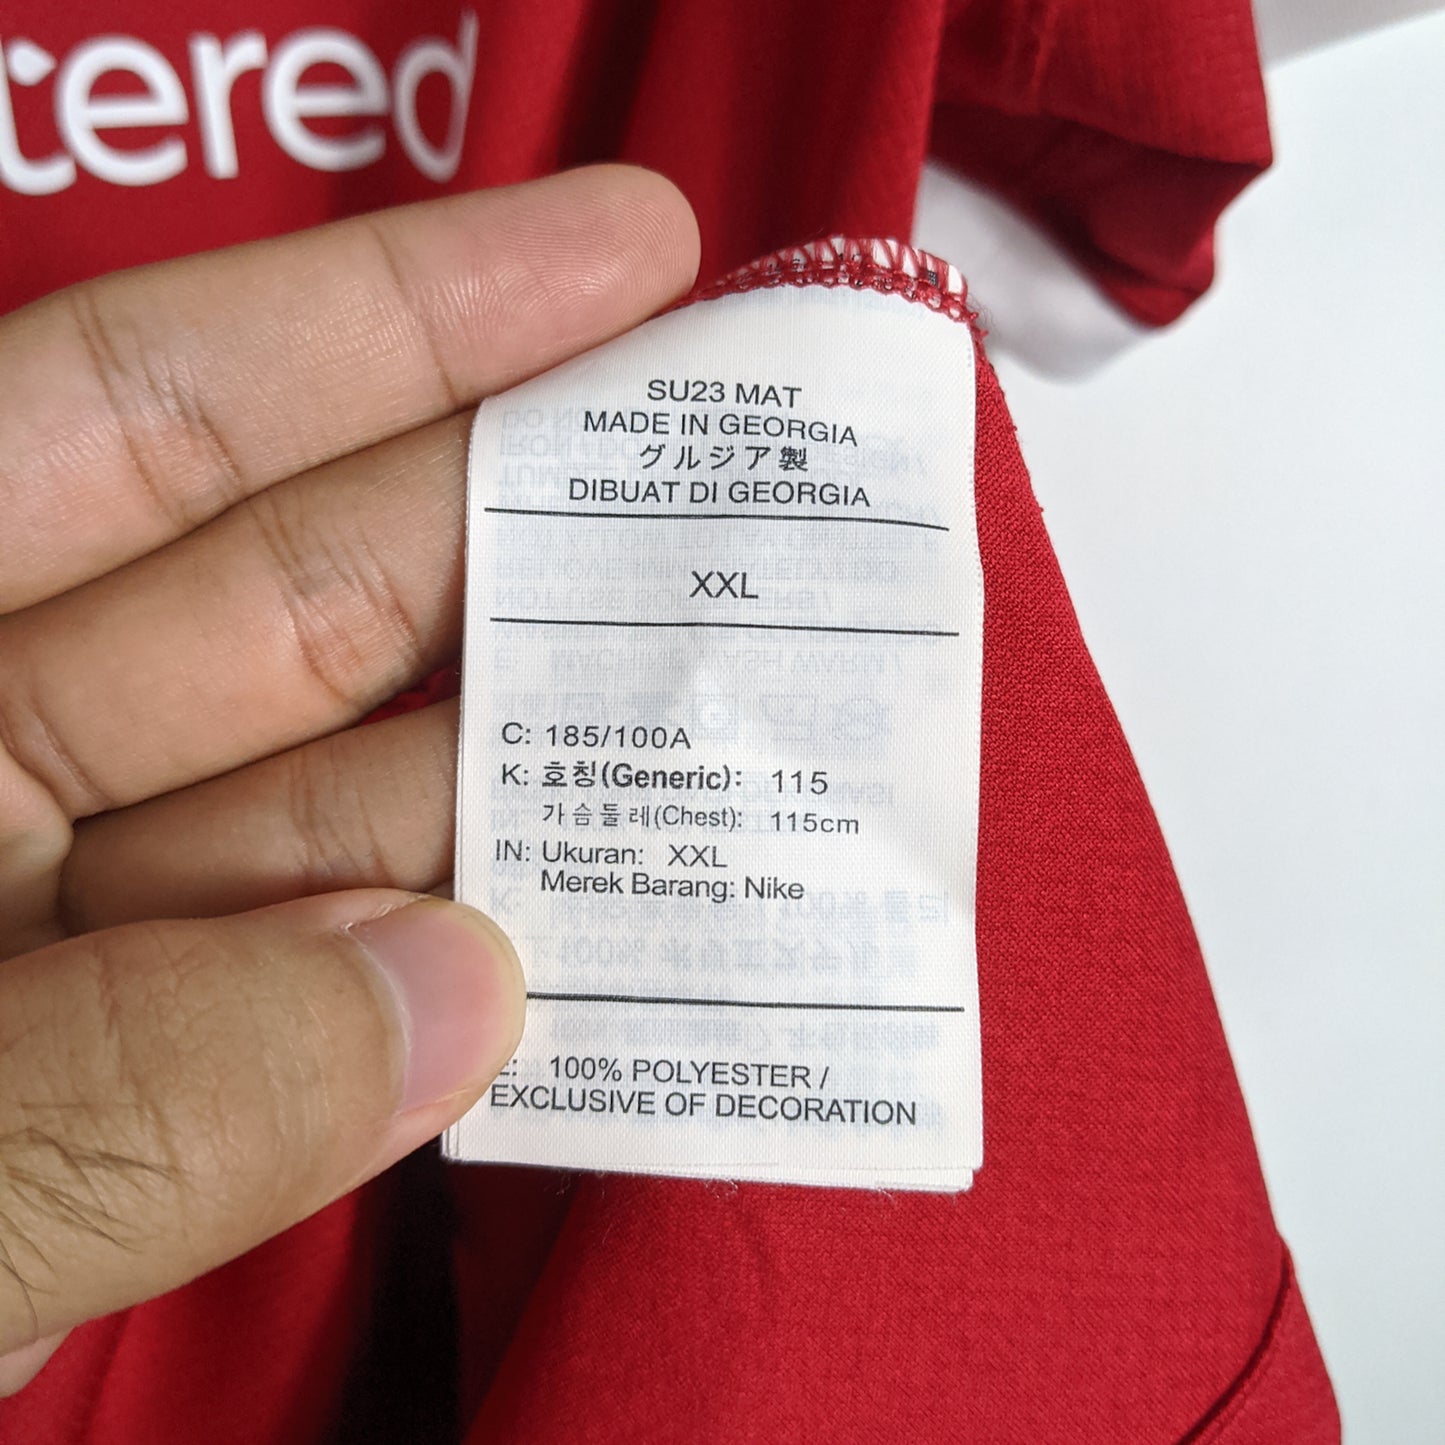 tered
SU23 MAT
MADE IN GEORGIA
グルジア製
DIBUAT DI GEORGIA
XXL
C: 185/100A
K: 호칭(Generic): 115
가슴둘레(Chest): 115cm
IN: Ukuran: XXL
Merek Barang: Nike
E: 100% POLYESTER /
EXCLUSIVE OF DECORATION